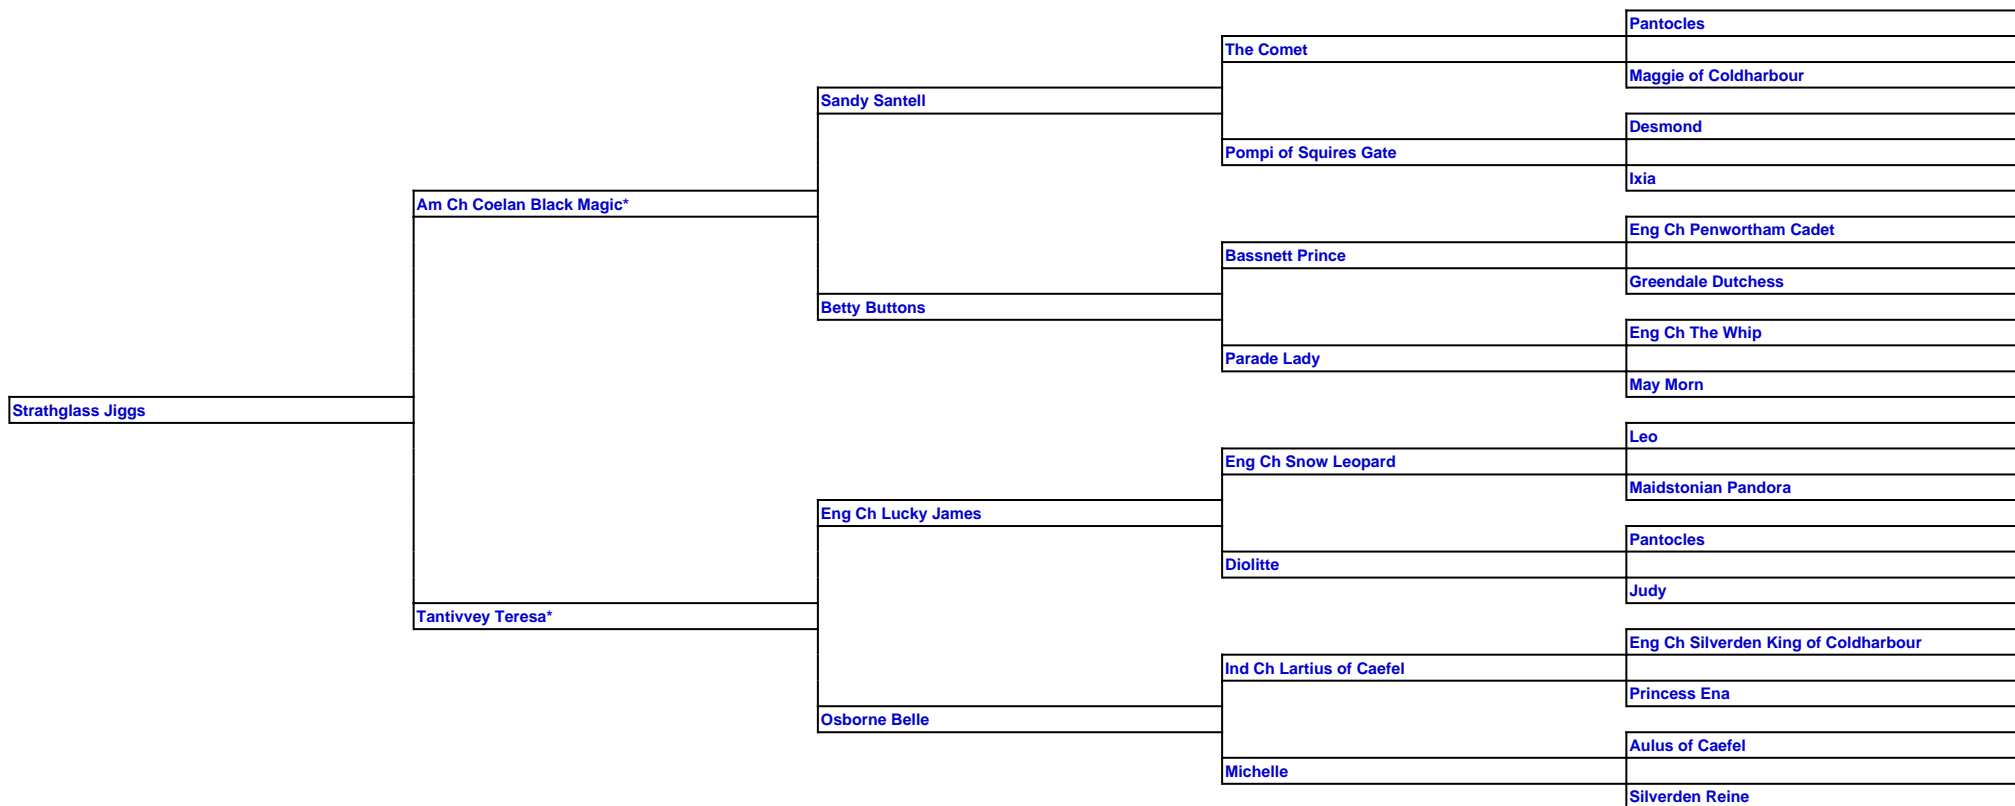 Pantocles
The Comet
Maggie of Coldharbour
Sandy Santell
Desmond
Pompi of Squires Gate
Ixia
Am Ch Coelan Black Magic*
Eng Ch Penwortham Cadet
Bassnett Prince
Greendale Dutchess
Betty Buttons
Eng Ch The Whip
Parade Lady
May Morn
Strathglass Jiggs
Leo
Eng Ch Snow Leopard
Maidstonian Pandora
Eng Ch Lucky James
Pantocles
Diolitte
Judy
Tantivvey Teresa*
Eng Ch Silverden King of Coldharbour
Ind Ch Lartius of Caefel
Princess Ena
Osborne Belle
Aulus of Caefel
Michelle
Silverden Reine